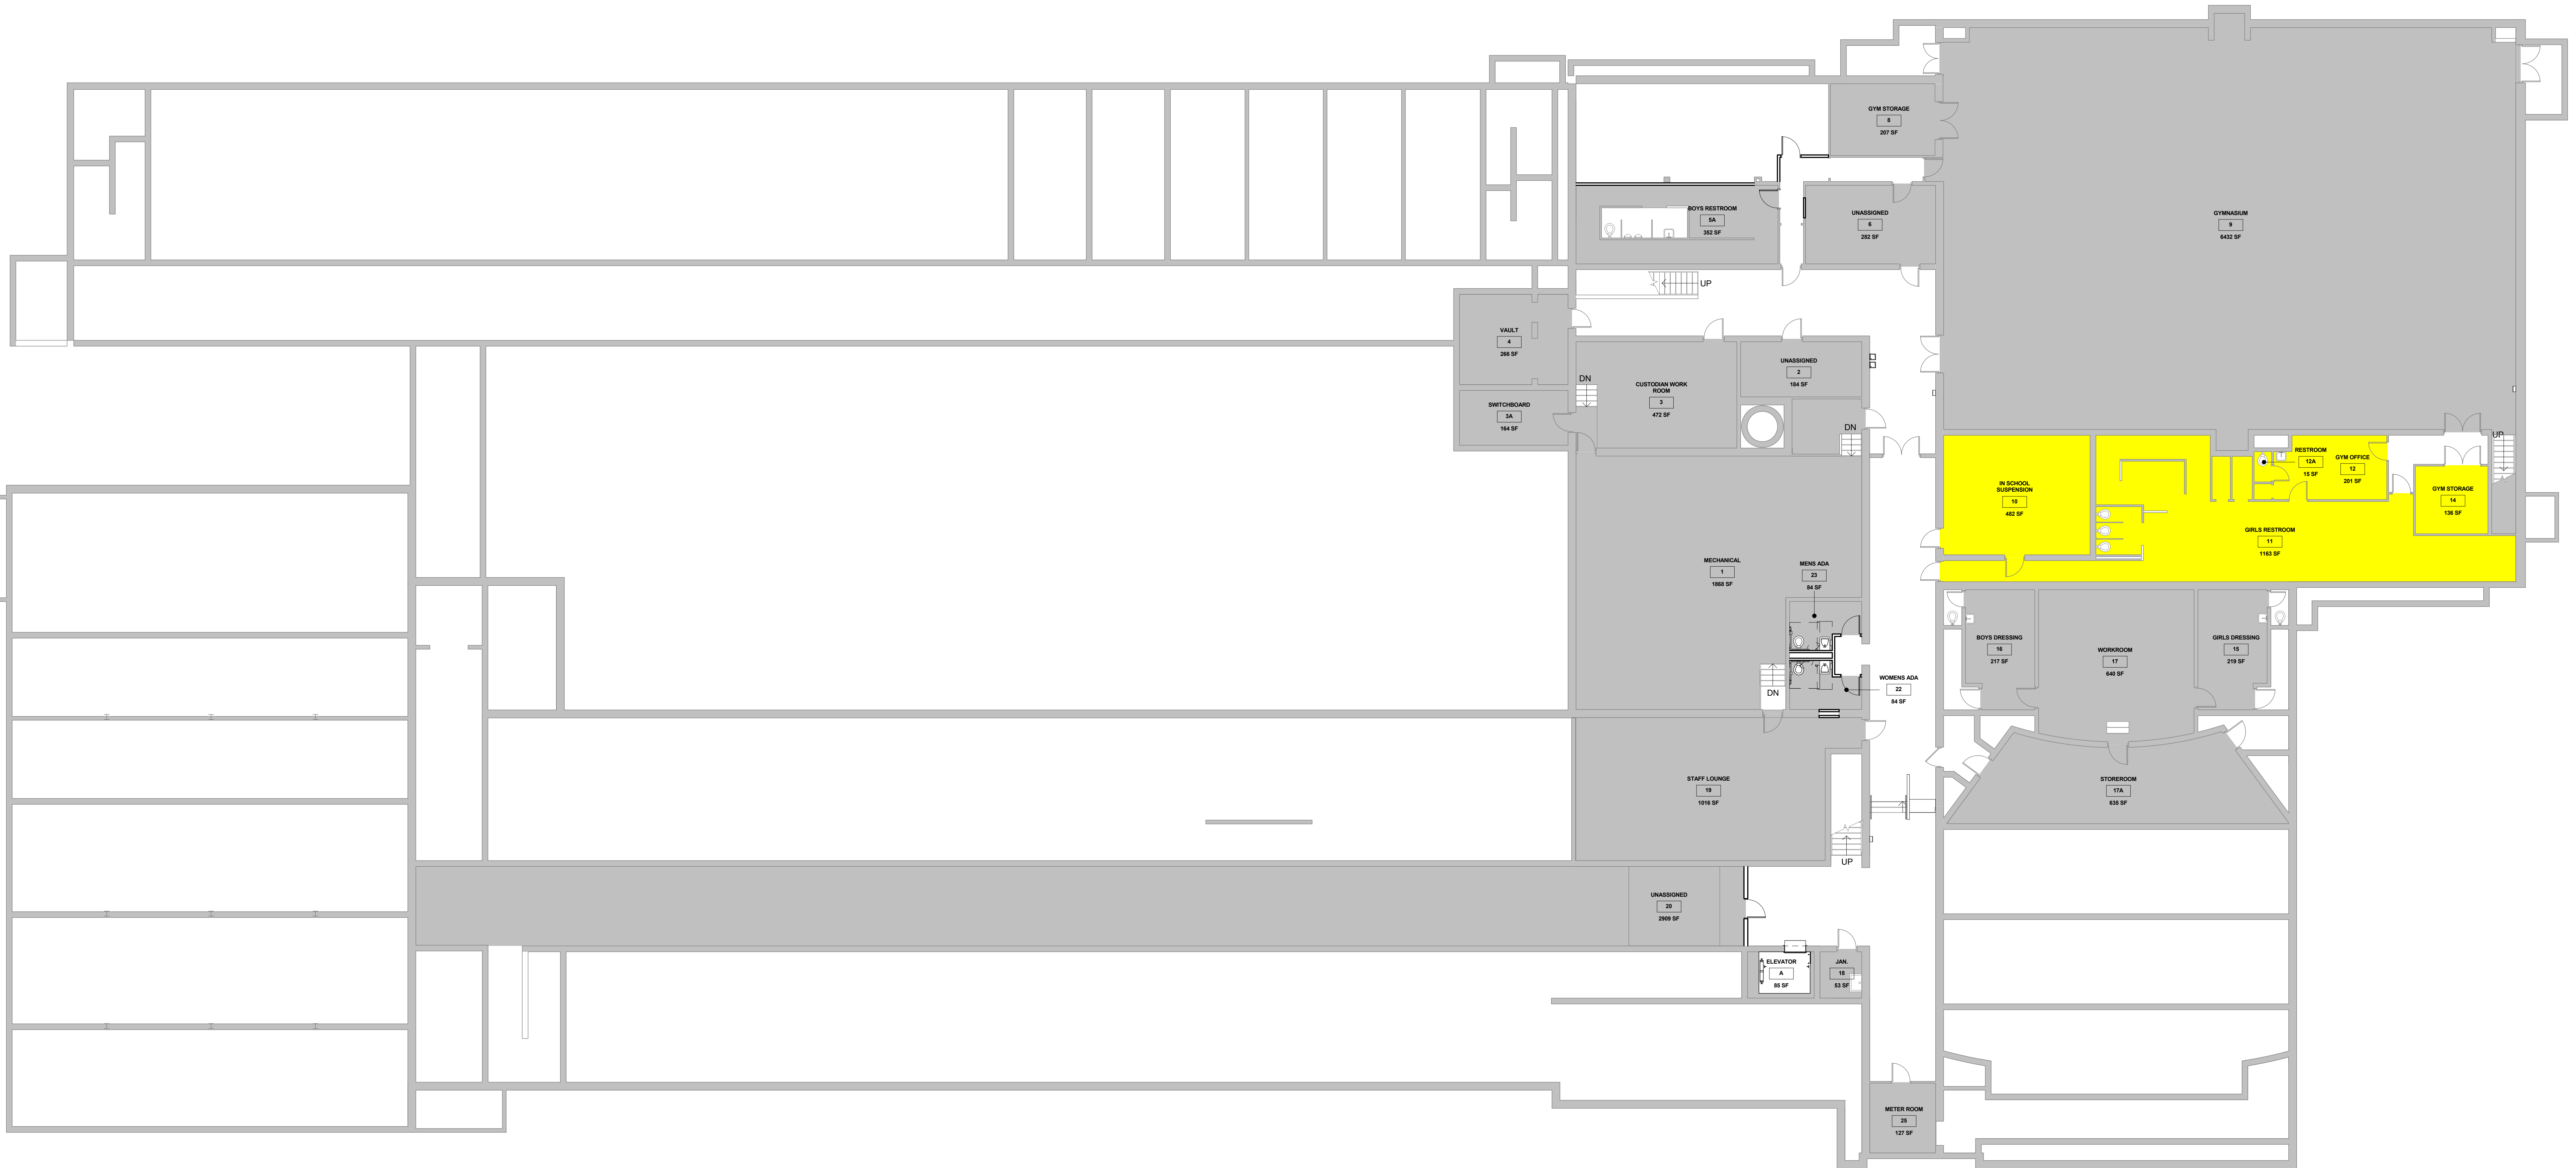 GYM STORAGE
8
207 SF
BOYS RESTROOM
5A
352 SF
UNASSIGNED
6
282 SF
GYMNASIUM
9
6432 SF
UP
VAULT
4
266 SF
SWITCHBOARD
3A
164 SF
DN
CUSTODIAN WORK
ROOM
3
472 SF
UNASSIGNED
2
184 SF
DN
IN SCHOOL
SUSPENSION
10
482 SF
RESTROOM
12A
15 SF
GYM OFFICE
12
201 SF
UP
GYM STORAGE
14
136 SF
GIRLS RESTROOM
11
1163 SF
MECHANICAL
1
1868 SF
MENS ADA
23
84 SF
WOMENS ADA
22
84 SF
DN
BOYS DRESSING
16
217 SF
WORKROOM
17
640 SF
GIRLS DRESSING
15
219 SF
STAFF LOUNGE
19
1016 SF
UP
STOREROOM
17A
635 SF
UNASSIGNED
20
2909 SF
ELEVATOR
A
85 SF
JAN.
18
53 SF
METER ROOM
25
127 SF